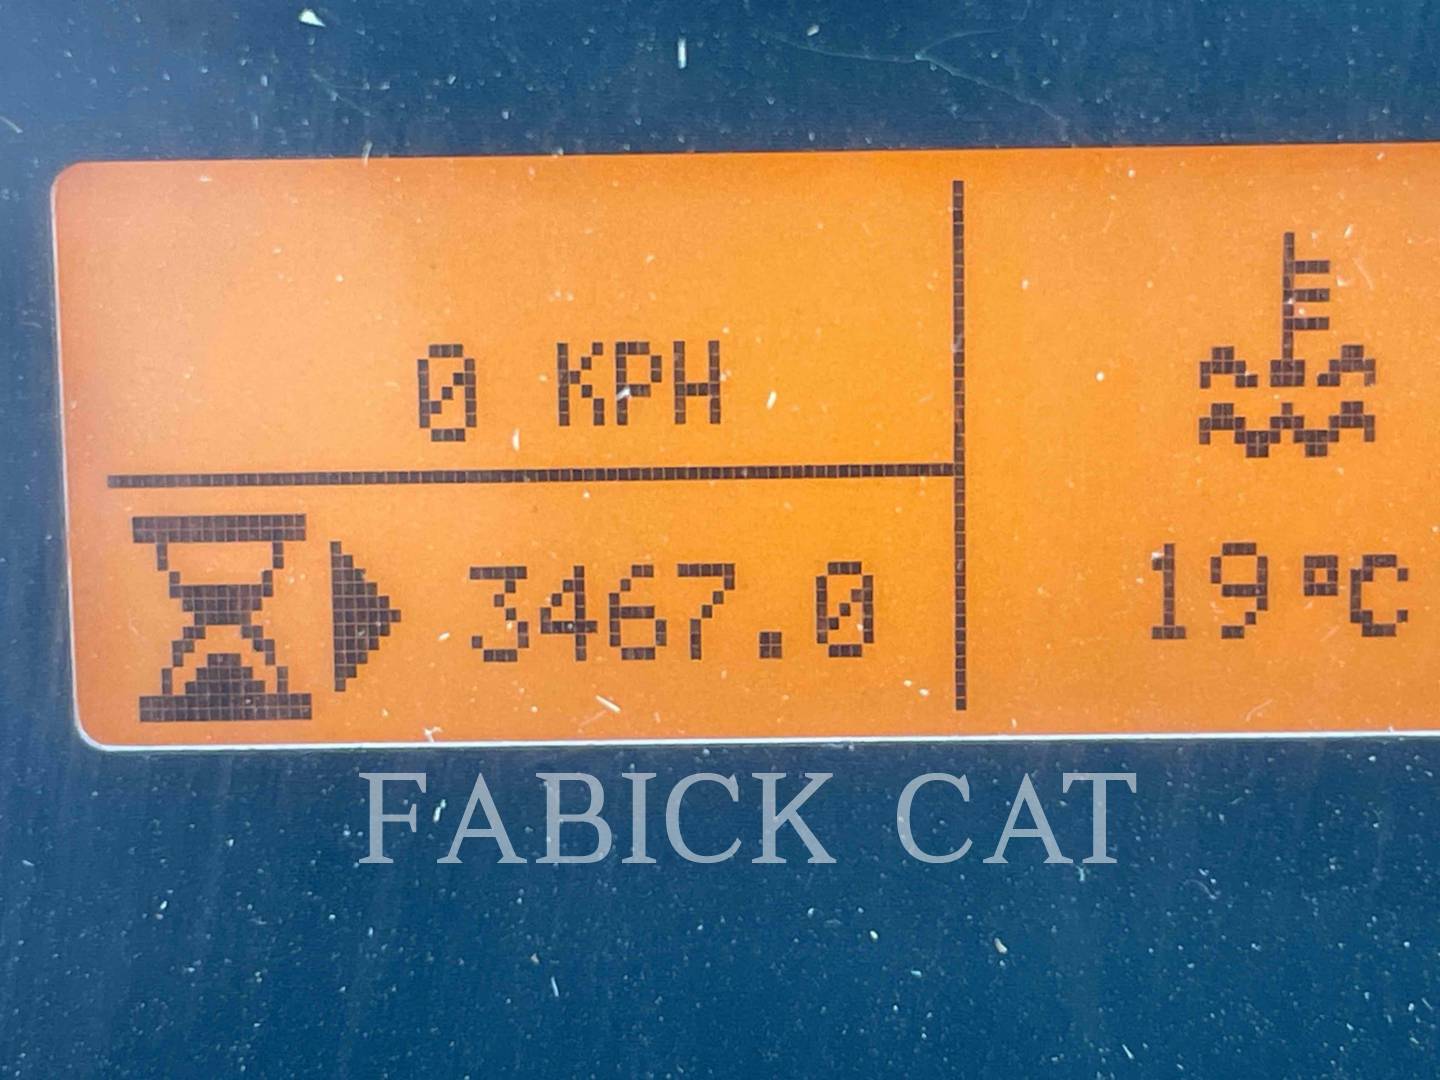 0 KPH
3467.0
19°C
FABICK CAT